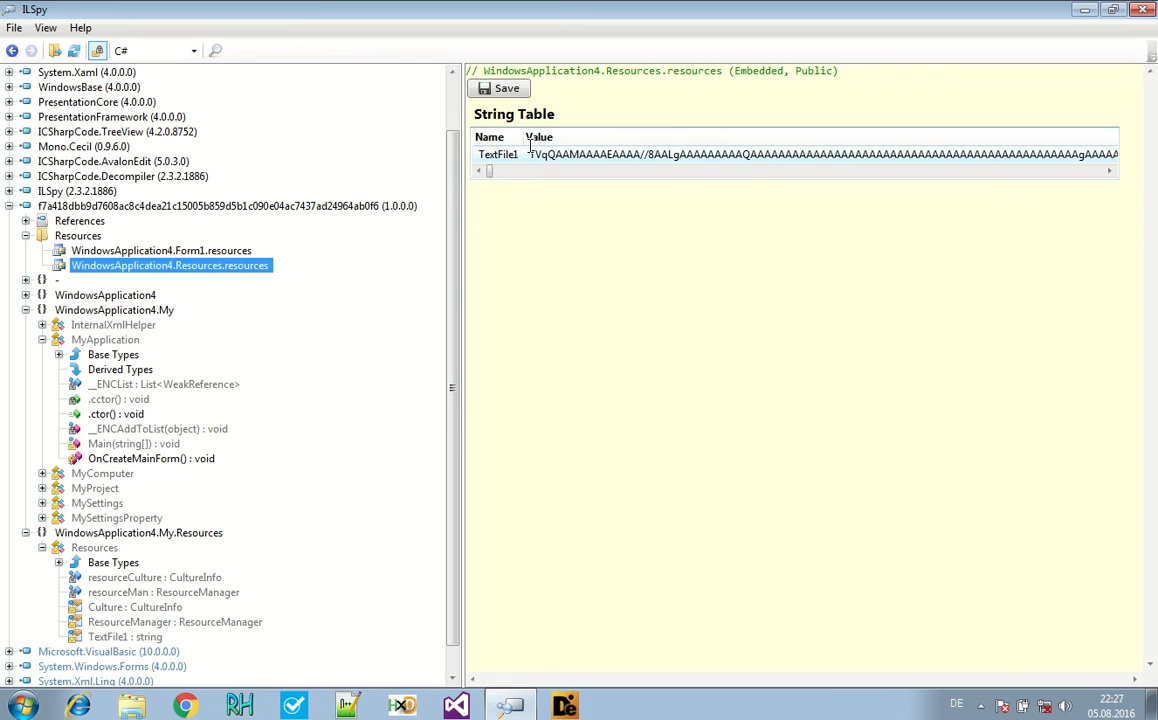 ILSpy
File View Help
C#
System.Xaml (4.0.0.0)
WindowsBase (4.0.0.0)
PresentationCore (4.0.0.0)
PresentationFramework (4.0.0.0)
ICSharpCode.TreeView (4.2.0.8752)
Mono.Cecil (0.9.6.0)
ICSharpCode.AvalonEdit (5.0.3.0)
ICSharpCode.Decompiler (2.3.2.1886)
ILSpy (2.3.2.1886)
f7a418dbb9d7608ac8c4dea21c15005b859d5b1c090e04ac7437ad24964ab0f6 (1.0.0.0)
References
Resources
WindowsApplication4.Form1.resources
WindowsApplication4.Resources.resources
-
WindowsApplication4
WindowsApplication4.My
InternalXmlHelper
MyApplication
Base Types
Derived Types
__ENCList : List<WeakReference>
.cctor() : void
.ctor() : void
__ENCAddToList(object) : void
Main(string[]) : void
OnCreateMainForm() : void
MyComputer
MyProject
MySettings
MySettingsProperty
WindowsApplication4.My.Resources
Resources
Base Types
resourceCulture : CultureInfo
resourceMan : ResourceManager
Culture : CultureInfo
ResourceManager : ResourceManager
TextFile1 : string
Microsoft.VisualBasic (10.0.0.0)
System.Windows.Forms (4.0.0.0)
System.Xml.Linq (4.0.0.0)
// WindowsApplication4.Resources.resources (Embedded, Public)
Save
String Table
Name Value
TextFile1
DE
22:27
05.08.2016